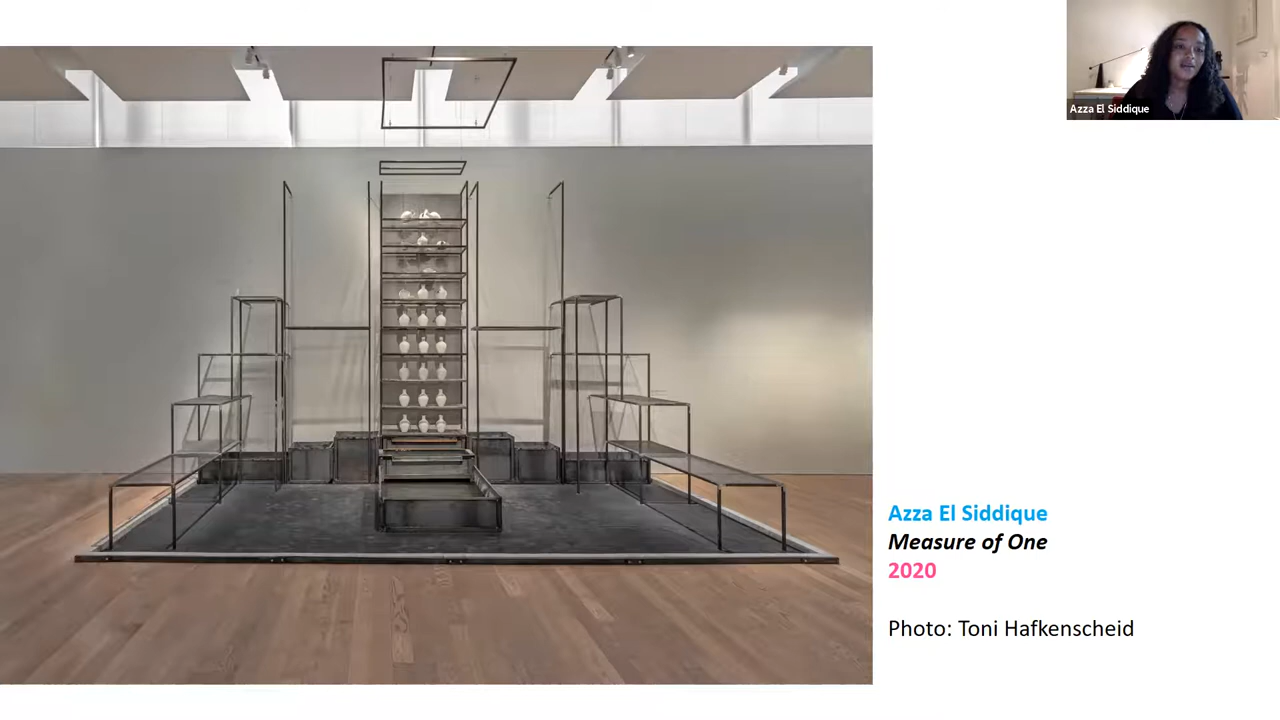 Azza El Siddique
Azza El Siddique
Measure of One
2020
Photo: Toni Hafkenscheid